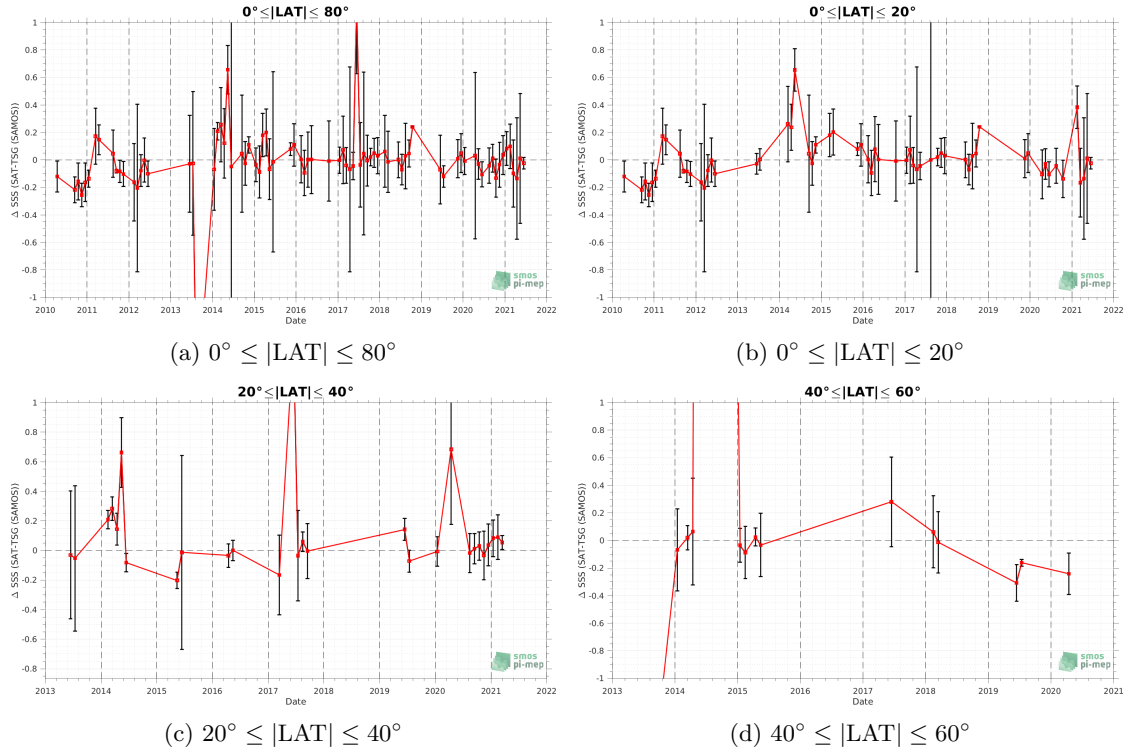 0°≤|LAT|≤ 80°
Δ SSS (SAT-TSG (SAMOS))
1
0.8
0.6
0.4
0.2
0
-0.2
-0.4
-0.6
-0.8
-1
2010 2011 2012 2013 2014 2015 2016 2017 2018 2019 2020 2021 2022
Date
smos
pi-mep
(a) 0° ≤ |LAT| ≤ 80°
0°≤|LAT|≤ 20°
Δ SSS (SAT-TSG (SAMOS))
1
0.8
0.6
0.4
0.2
0
-0.2
-0.4
-0.6
-0.8
-1
2010 2011 2012 2013 2014 2015 2016 2017 2018 2019 2020 2021 2022
Date
smos
pi-mep
(b) 0° ≤ |LAT| ≤ 20°
20°≤|LAT|≤ 40°
Δ SSS (SAT-TSG (SAMOS))
1
0.8
0.6
0.4
0.2
0
-0.2
-0.4
-0.6
-0.8
2013 2014 2015 2016 2017 2018 2019 2020 2021 2022
Date
smos
pi-mep
(c) 20° ≤ |LAT| ≤ 40°
40°≤|LAT|≤ 60°
Δ SSS (SAT-TSG (SAMOS))
1
0.8
0.6
0.4
0.2
0
-0.2
-0.4
-0.6
-0.8
-1
2013 2014 2015 2016 2017 2018 2019 2020 2021
Date
smos
pi-mep
(d) 40° ≤ |LAT| ≤ 60°